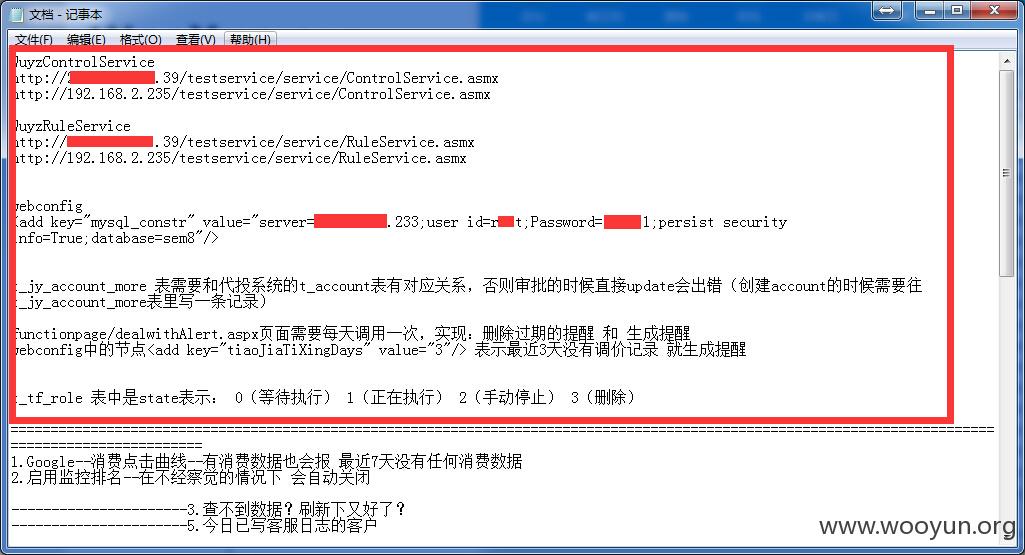 文档 - 记事本
文件(F) 编辑(E) 格式(O) 查看(V) 帮助(H)
WuyzControlService
http://2.39/testservice/service/ControlService.asmx
http://192.168.2.235/testservice/service/ControlService.asmx
WuyzRuleService
http://.39/testservice/service/RuleService.asmx
http://192.168.2.235/testservice/service/RuleService.asmx
webconfig
<add key="mysql_constr" value="server=.233;user id=rt;Password=l;persist security
info=True;database=sem8"/>
t_jy_account_more 表需要和代投系统的t_account表有对应关系，否则审批的时候直接update会出错（创建account的时候需要往
t_jy_account_more表里写一条记录）
functionpage/dealwithAlert.aspx页面需要每天调用一次，实现：删除过期的提醒 和 生成提醒
webconfig中的节点<add key="tiaoJiaTiXingDays" value="3"/> 表示最近3天没有调价记录 就生成提醒
t_tf_role 表中是state表示： 0（等待执行） 1（正在执行） 2（手动停止） 3（删除）
==========================================================================================================================
========================
1.Google--消费点击曲线--有消费数据也会报 最近7天没有任何消费数据
2.启用监控排名--在不经察觉的情况下 会自动关闭
----------------------3.查不到数据？刷新下又好了？
----------------------5.今日已写客服日志的客户
www.wooyun.org